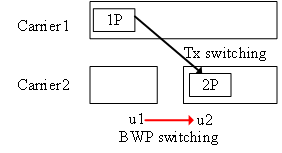 Carrier1
1P
Tx switching
Carrier2
2P
u1
u2
BWP switching